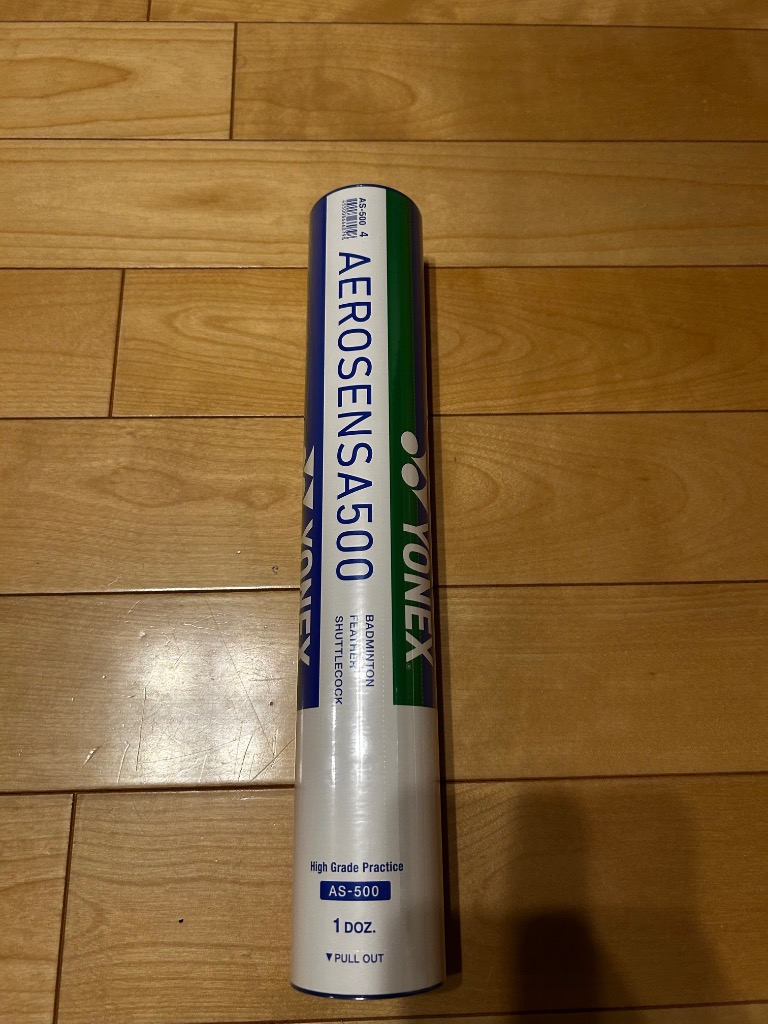 AS-500 4
AEROSENSA500
BADMINTON
FEATHER
SHUTTLECOCK
YONEX
YONEX
High Grade Practice
AS-500
1 DOZ.
▼PULL OUT